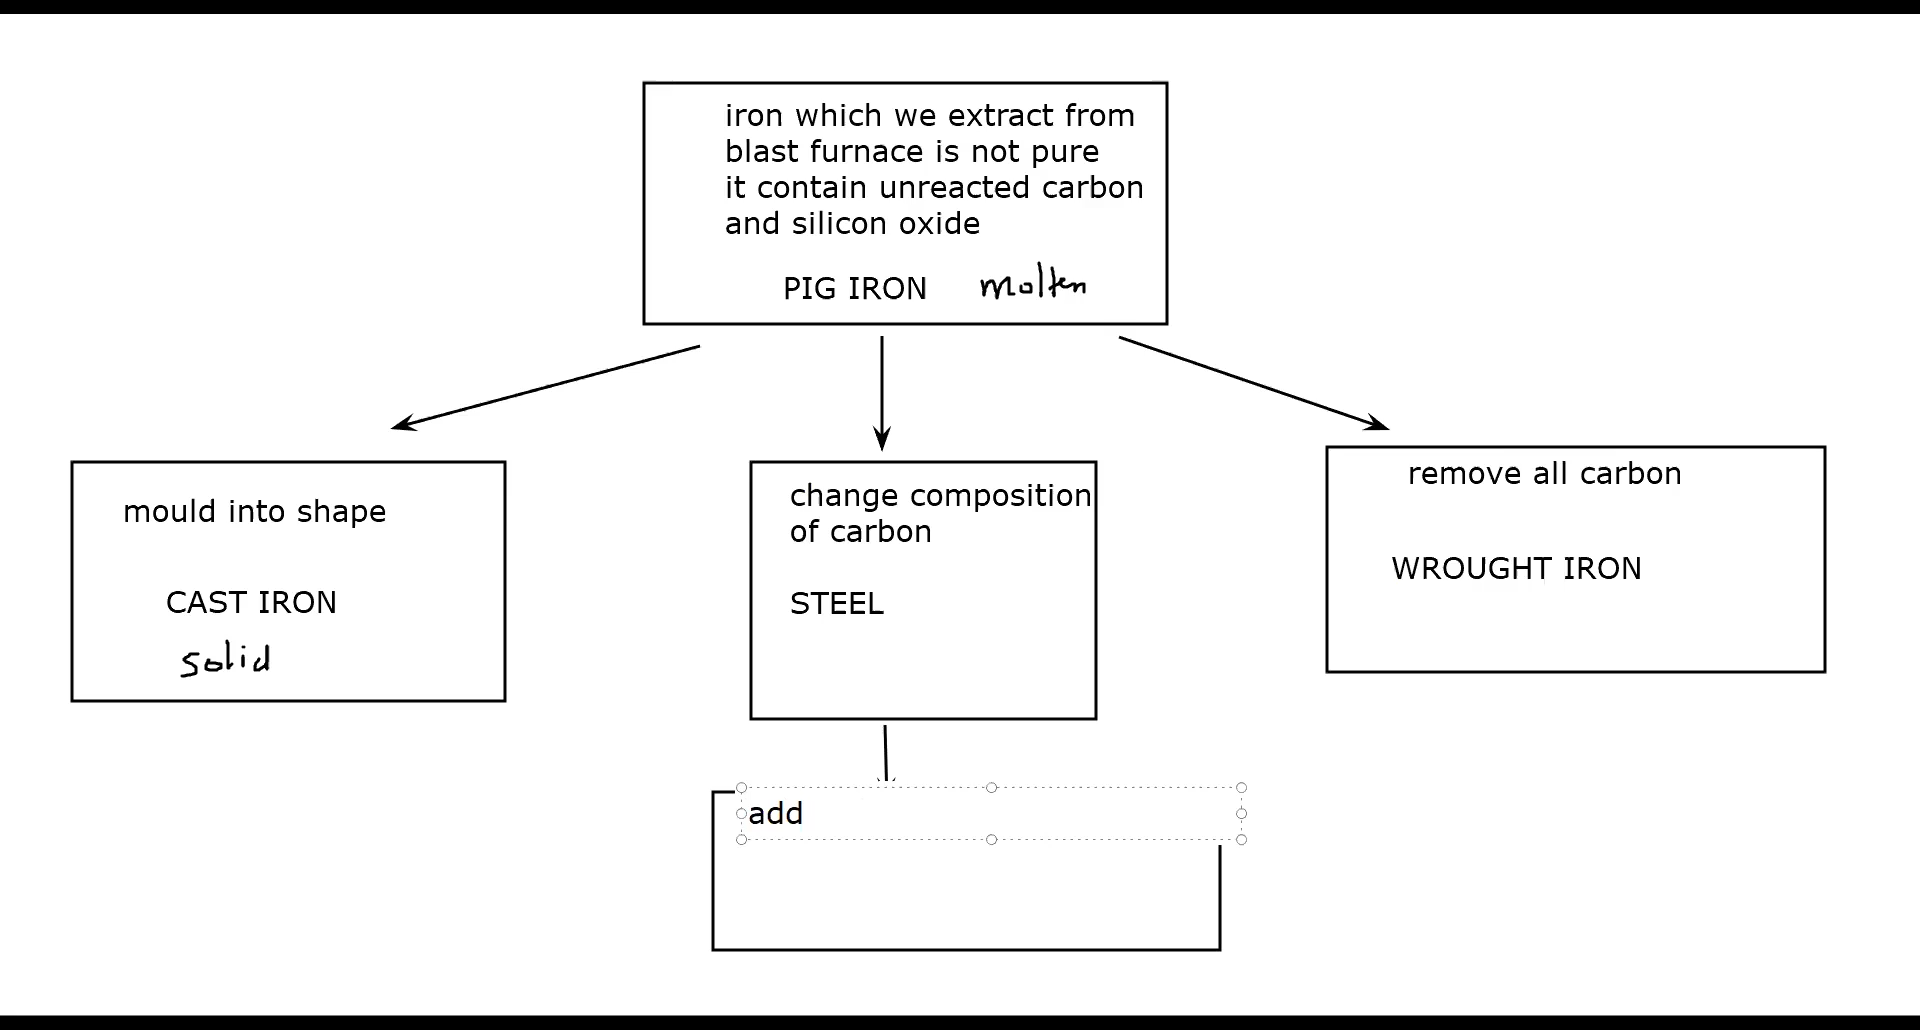 iron which we extract from
blast furnace is not pure
it contain unreacted carbon
and silicon oxide
PIG IRON molten
mould into shape
CAST IRON
solid
change composition
of carbon
STEEL
remove all carbon
WROUGHT IRON
add